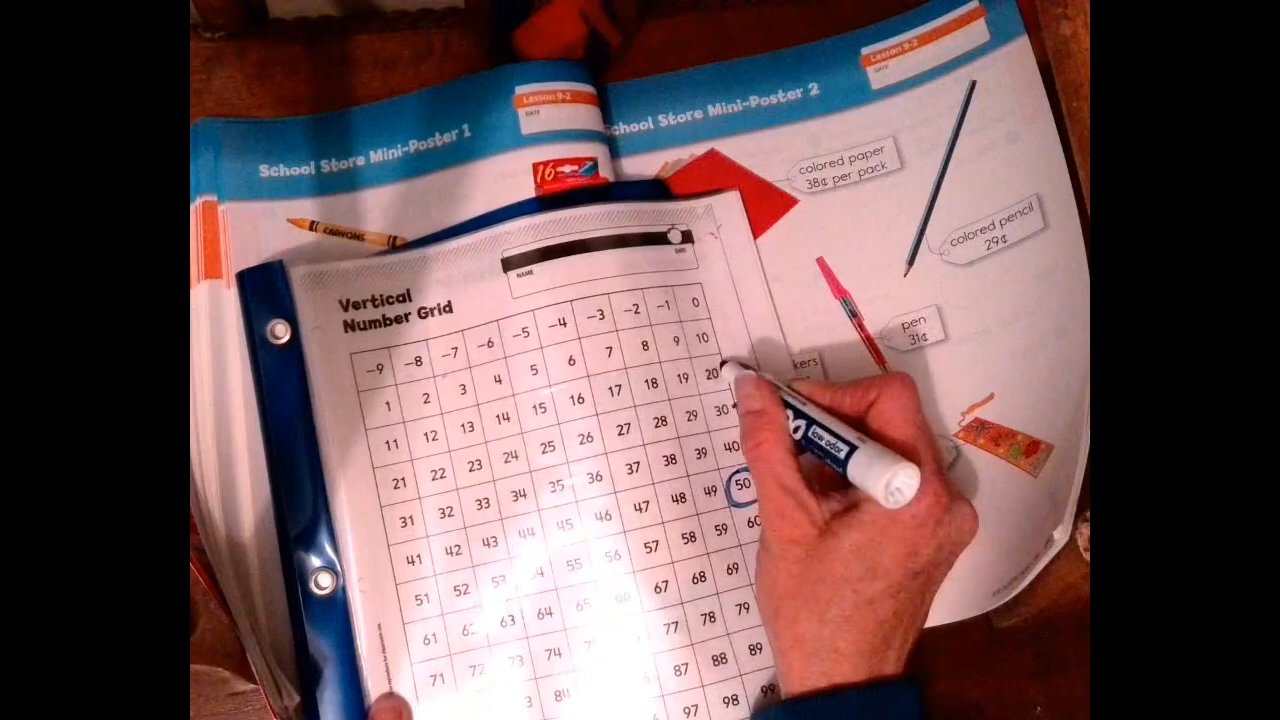 School Store Mini-Poster 1
Lesson 9-2
DATE
16
CRAYONS
School Store Mini-Poster 2
Lesson 9-2
DATE
colored paper
38¢ per pack
colored pencil
29¢
pen
31¢
kers
low odor
Vertical
Number Grid
NAME
DATE
-9 -8 -7 -6 -5 -4 -3 -2 -1 0
1 2 3 4 5 6 7 8 9 10
11 12 13 14 15 16 17 18 19 20
21 22 23 24 25 26 27 28 29 30
31 32 33 34 35 36 37 38 39 40
41 42 43 44 45 46 47 48 49 50
51 52 53 54 55 56 57 58 59 60
61 62 63 64 65 66 67 68 69
71 72 73 74 77 78 79
84 87 88 89
97 98 99